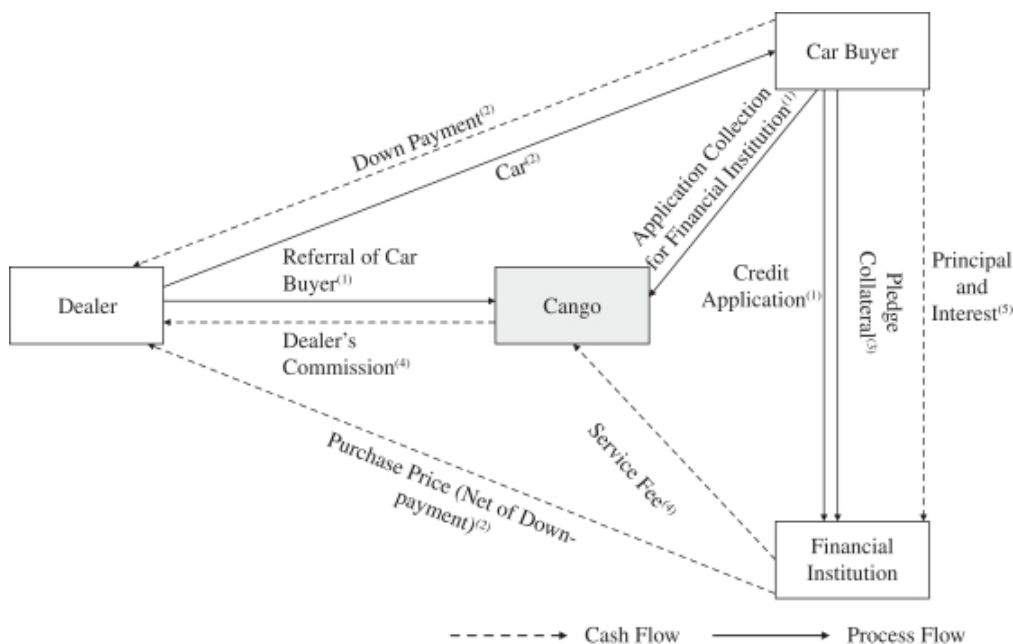 Car Buyer
Down Payment(2)
Car(2)
Application Collection
for Financial Institution(1)
Referral of Car
Buyer(1)
Dealer
Cango
Credit
Application(1)
Pledge
Collateral(3)
Principal
and
Interest(5)
Dealer's
Commission(4)
Purchase Price (Net of Down-
payment)(2)
Service Fee(4)
Financial
Institution
Cash Flow
Process Flow